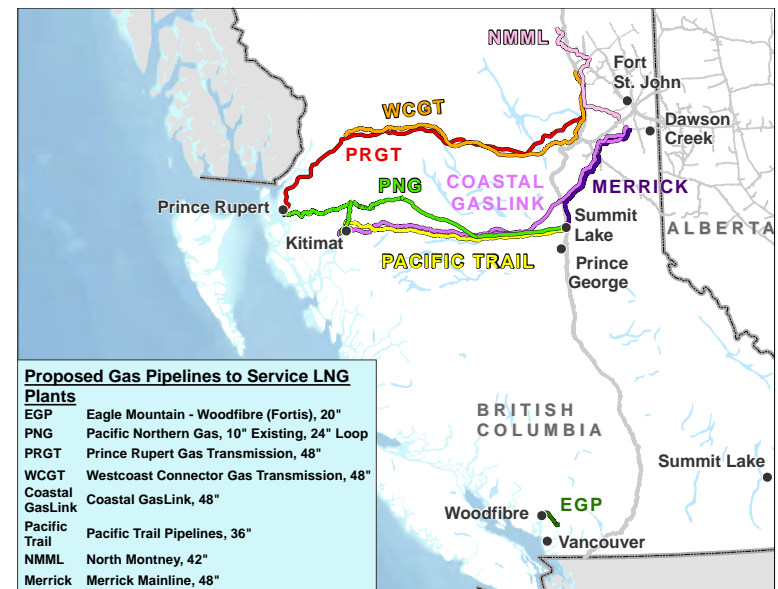 NMML
Fort
St. John
WCGT
Dawson
Creek
PRGT
PNG
COASTAL
GASLINK
MERRICK
Prince Rupert
Summit
Lake
Kitimat
ALBERTA
PACIFIC TRAIL
Prince
George
Proposed Gas Pipelines to Service LNG
Plants
EGP Eagle Mountain - Woodfibre (Fortis), 20"
PNG Pacific Northern Gas, 10" Existing, 24" Loop
PRGT Prince Rupert Gas Transmission, 48"
WCGT Westcoast Connector Gas Transmission, 48"
Coastal
GasLink Coastal GasLink, 48"
Pacific
Trail Pacific Trail Pipelines, 36"
NMML North Montney, 42"
Merrick Merrick Mainline, 48"
BRITISH
COLUMBIA
Summit Lake
EGP
Woodfibre
Vancouver